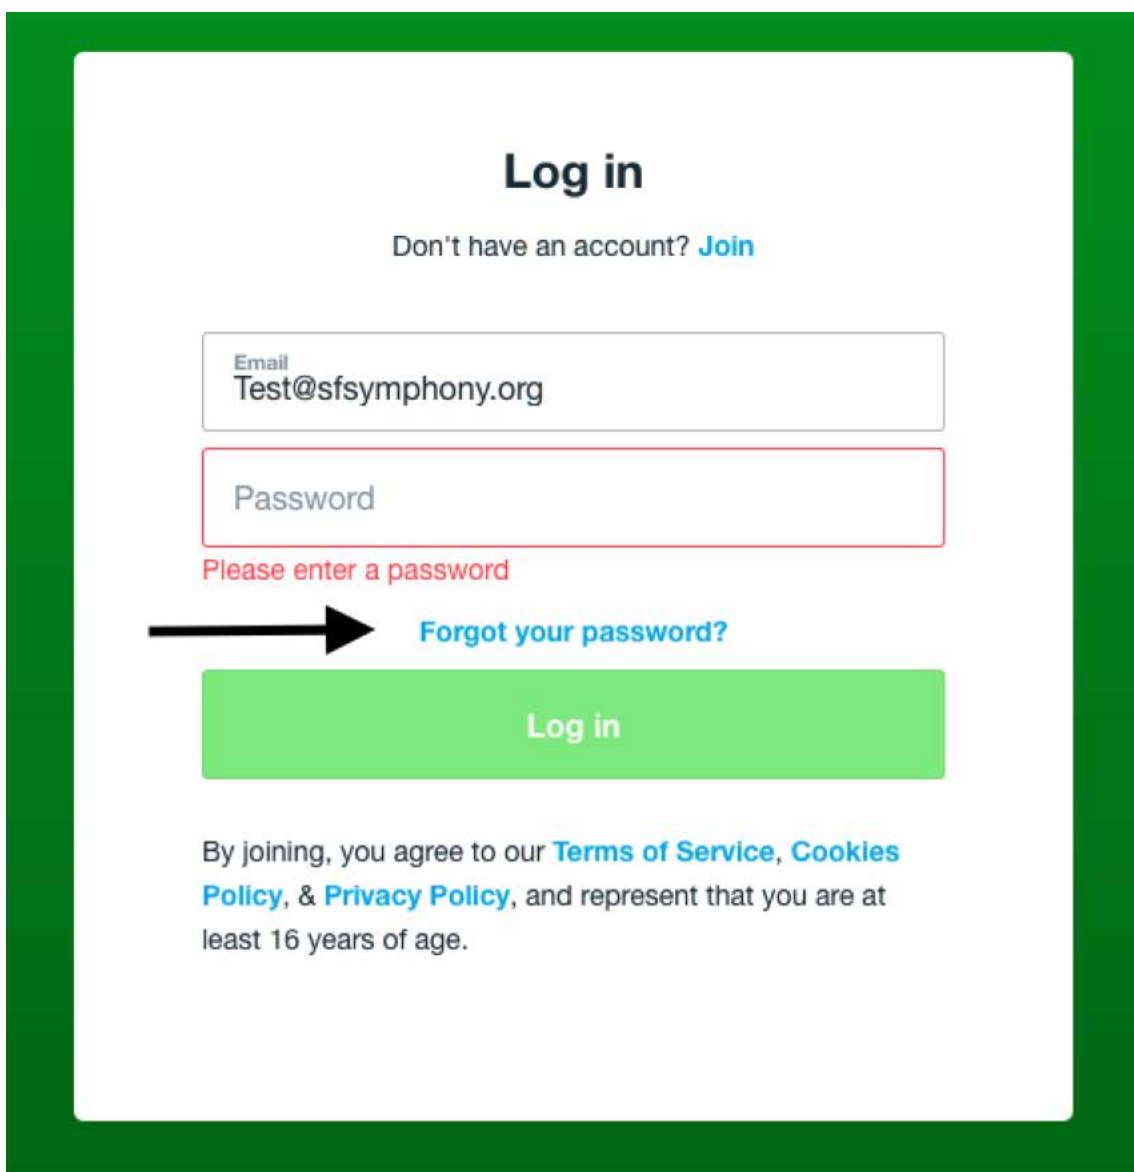 Log in
Don't have an account? Join
Email
Test@sfsymphony.org
Password
Please enter a password
Forgot your password?
Log in
By joining, you agree to our Terms of Service, Cookies
Policy, & Privacy Policy, and represent that you are at
least 16 years of age.